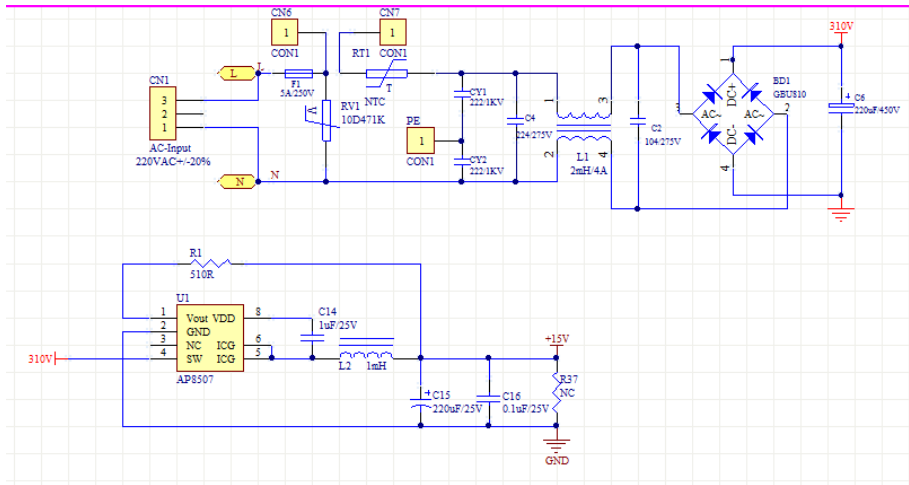 CN6
1
CON1
CN7
1
CON1
RT1
T
NTC
310V
CN1
3
2
1
AC-Input
220VAC+/-20%
L
L
F1
5A/250V
RV1
10D471K
N
N
PE
1
CON1
CY1
222/1KV
CY2
222/1KV
C4
224/275V
1
3
2
4
L1
2mH/4A
C2
104/275V
1
BD1
GBU810
3
AC~
DC+
AC~
2
DC-
4
+
C6
220uF/450V
R1
510R
U1
1
Vout
VDD
8
2
GND
3
NC
ICG
6
4
SW
ICG
5
AP8507
310V
C14
1uF/25V
L2
1mH
+15V
+
C15
220uF/25V
C16
0.1uF/25V
R37
NC
GND